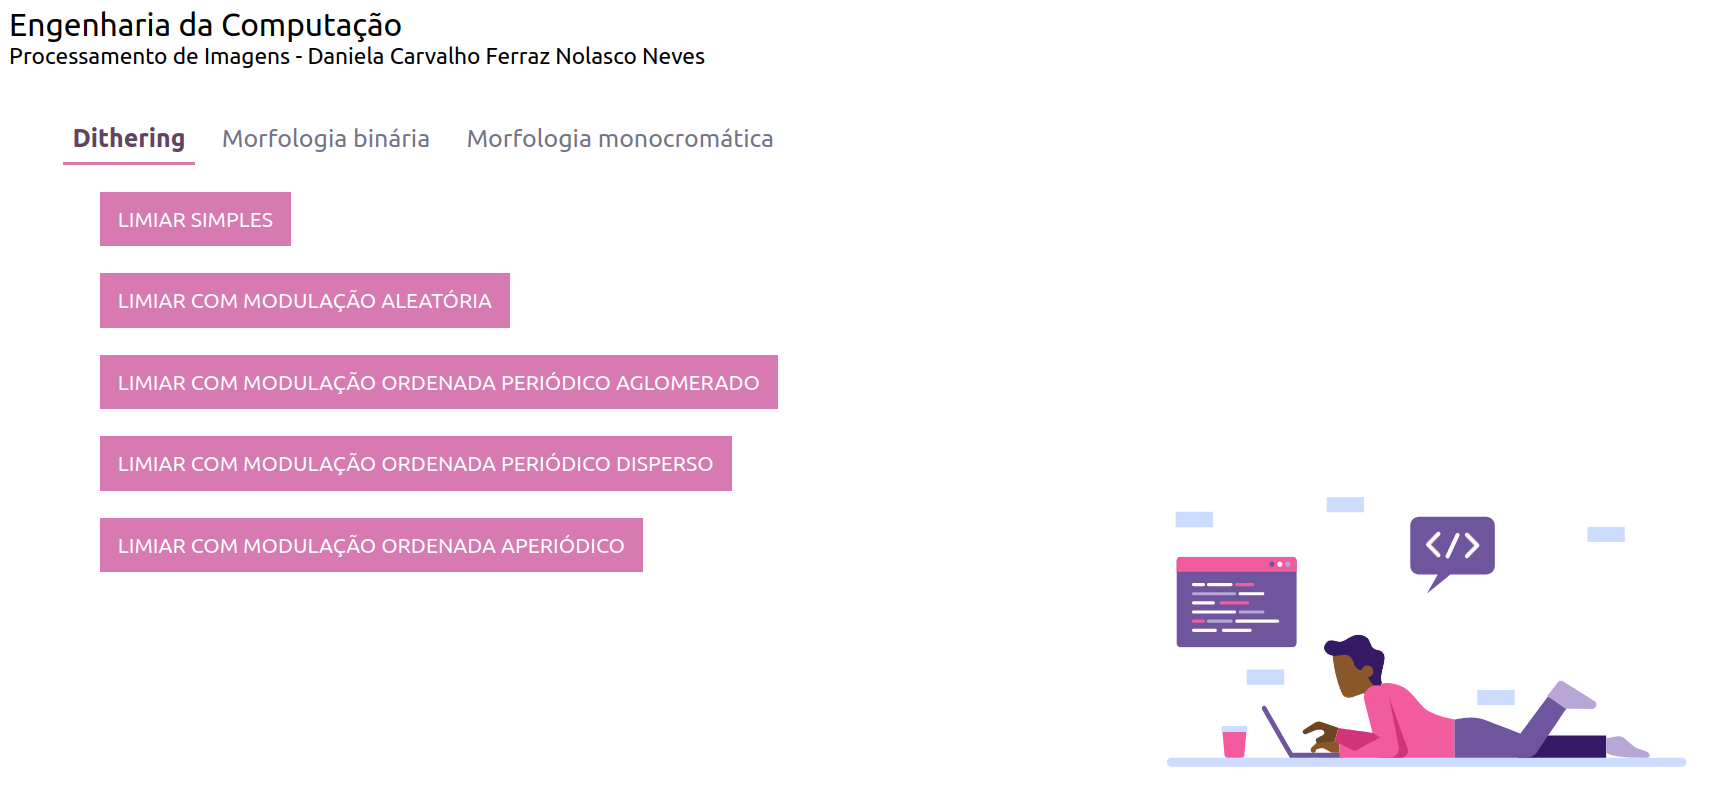 Engenharia da Computação
Processamento de Imagens - Daniela Carvalho Ferraz Nolasco Neves
Dithering Morfologia binária Morfologia monocromática
LIMIAR SIMPLES
LIMIAR COM MODULAÇÃO ALEATÓRIA
LIMIAR COM MODULAÇÃO ORDENADA PERIÓDICO AGLOMERADO
LIMIAR COM MODULAÇÃO ORDENADA PERIÓDICO DISPERSO
LIMIAR COM MODULAÇÃO ORDENADA APERIÓDICO
</>